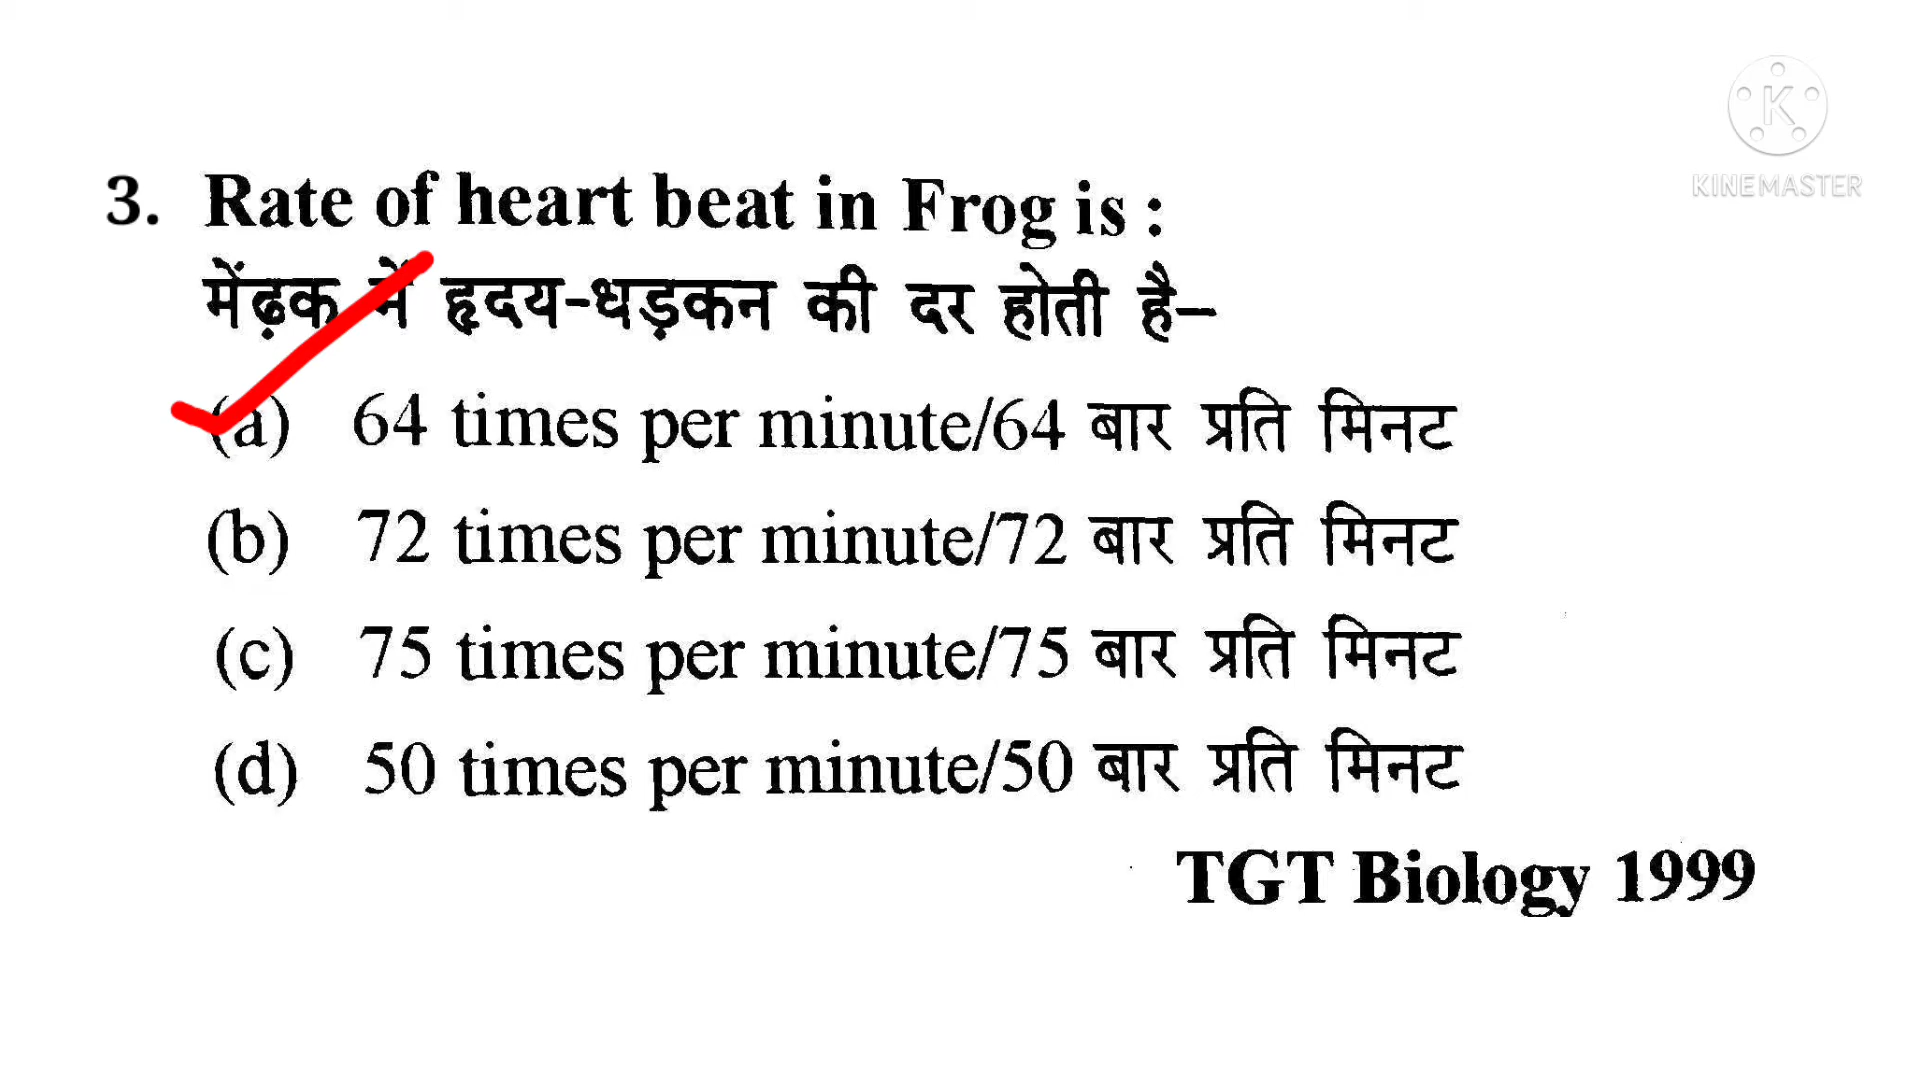 K
KINEMASTER
3. Rate of heart beat in Frog is :
मेंढ़क में हृदय-धड़कन की दर होती है–
(a) 64 times per minute/64 बार प्रति मिनट
(b) 72 times per minute/72 बार प्रति मिनट
(c) 75 times per minute/75 बार प्रति मिनट
(d) 50 times per minute/50 बार प्रति मिनट
TGT Biology 1999